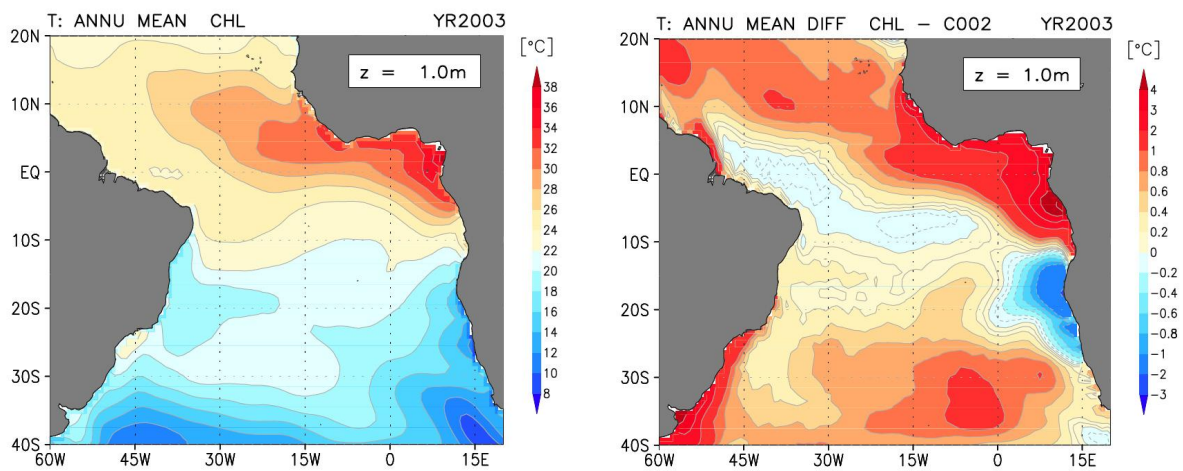 T: ANNU MEAN CHL YR2003
[°C]
z = 1.0m
20N
10N
EQ
10S
20S
30S
40S
60W 45W 30W 15W 0 15E
38
36
34
32
30
28
26
24
22
20
18
16
14
12
10
8
T: ANNU MEAN DIFF CHL – C002 YR2003
[°C]
z = 1.0m
20N
10N
EQ
10S
20S
30S
40S
60W 45W 30W 15W 0 15E
4
3
2
1
0.8
0.6
0.4
0.2
0
−0.2
−0.4
−0.6
−0.8
−1
−2
−3